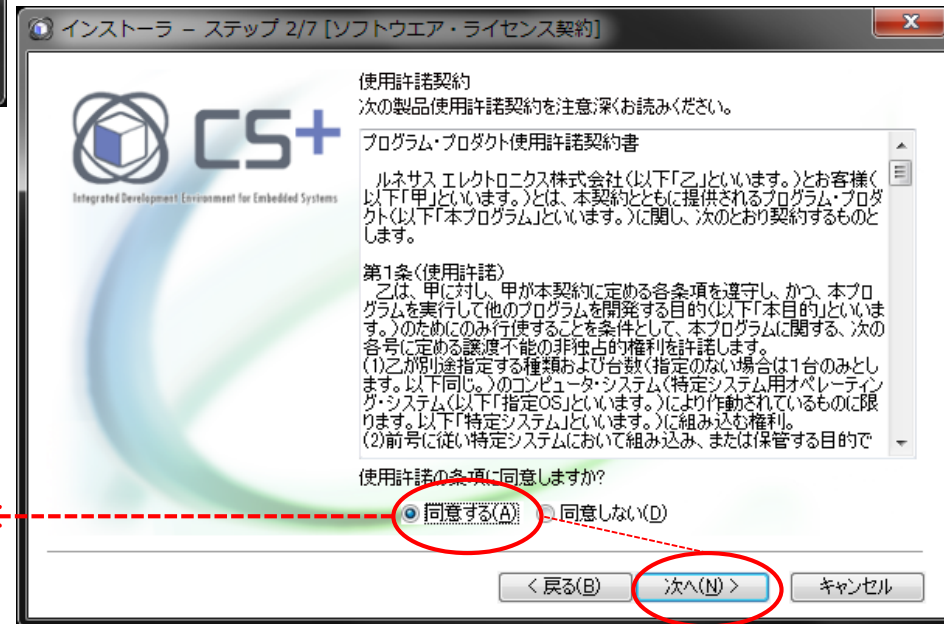 インストーラ － ステップ 2/7 [ソフトウエア・ライセンス契約]
CS+
Integrated Development Environment for Embedded Systems
使用許諾契約
次の製品使用許諾契約を注意深くお読みください。
プログラム・プロダクト使用許諾契約書
ルネサス エレクトロニクス株式会社（以下「乙」といいます。）とお客様（
以下「甲」といいます。）とは、本契約とともに提供されるプログラム・プロダ
クト（以下「本プログラム」といいます。）に関し、次のとおり契約するものと
します。
第1条（使用許諾）
乙は、甲に対し、甲が本契約に定める各条項を遵守し、かつ、本プロ
グラムを実行して他のプログラムを開発する目的（以下「本目的」といいま
す。）のためにのみ行使することを条件として、本プログラムに関する、次の
各号に定める譲渡不能の非独占的権利を許諾します。
(1)乙が別途指定する種類および台数（指定のない場合は1台のみとし
ます。以下同じ。）のコンピュータ・システム（特定システム用オペレーティン
グ・システム（以下「指定OS」といいます。）により作動されているものに限
ります。以下「特定システム」といいます。）に組み込む権利。
(2)前号に従い特定システムにおいて組み込み、または保管する目的で
使用許諾の条項に同意しますか?
同意する(A) 同意しない(D)
< 戻る(B) 次へ(N) > キャンセル